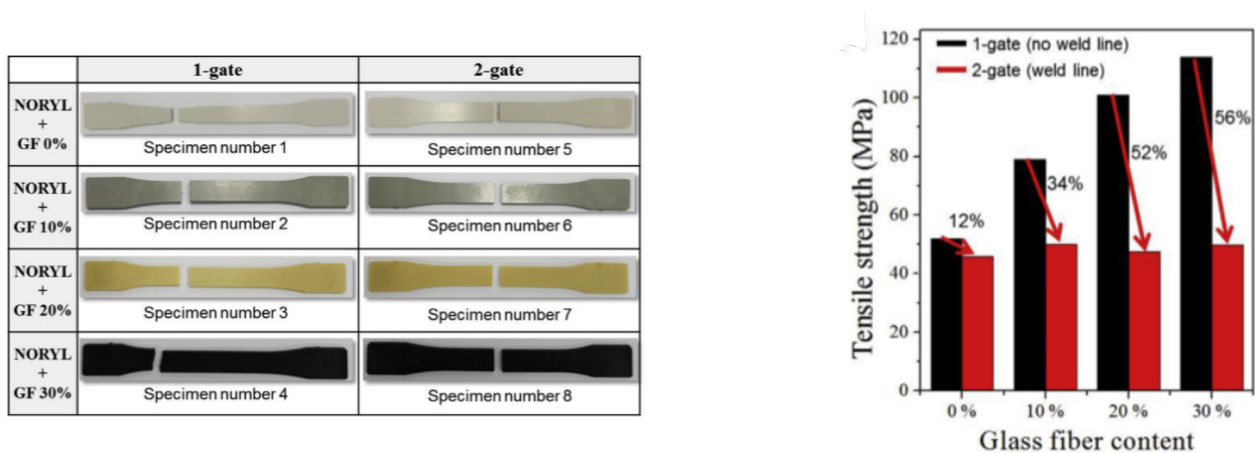 1-gate 2-gate
NORYL
+
GF 0%
Specimen number 1 Specimen number 5
NORYL
+
GF 10%
Specimen number 2 Specimen number 6
NORYL
+
GF 20%
Specimen number 3 Specimen number 7
NORYL
+
GF 30%
Specimen number 4 Specimen number 8
Tensile strength (MPa)
120
100
80
60
40
20
0
1-gate (no weld line)
2-gate (weld line)
12%
34%
52%
56%
0 % 10 % 20 % 30 %
Glass fiber content